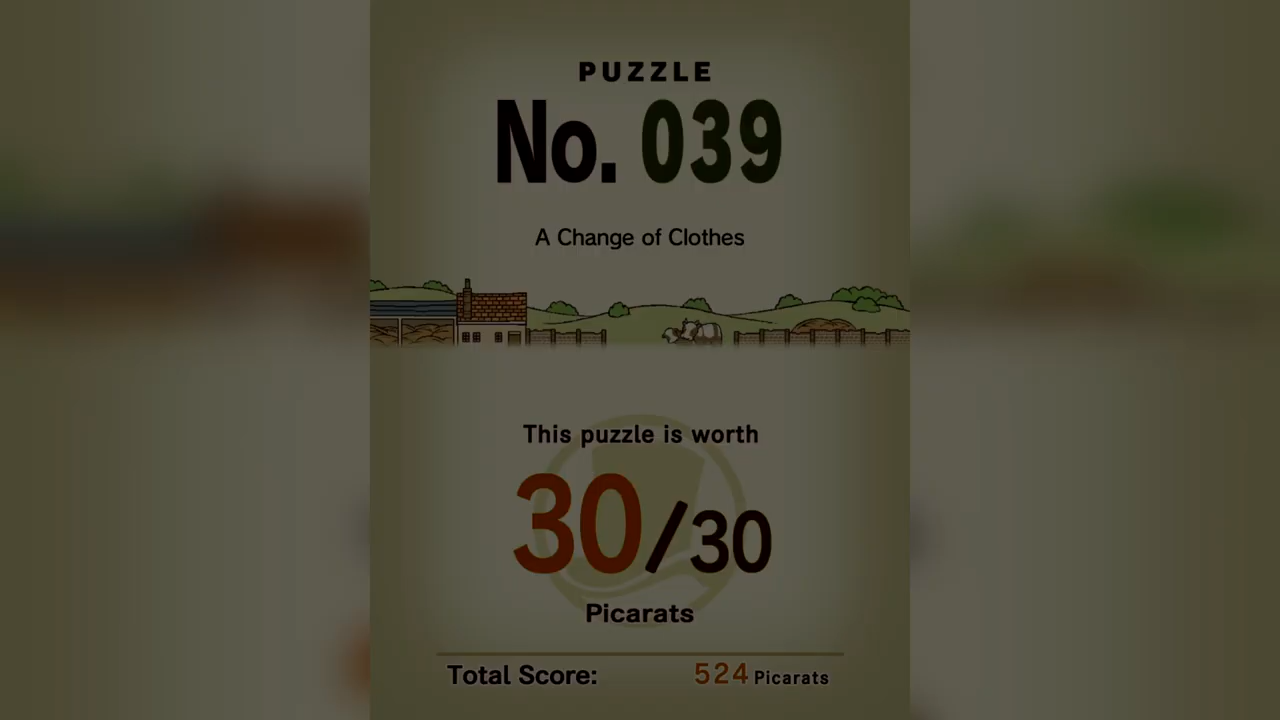 PUZZLE
No. 039
A Change of Clothes
This puzzle is worth
30/30
Picarats
Total Score: 524 Picarats